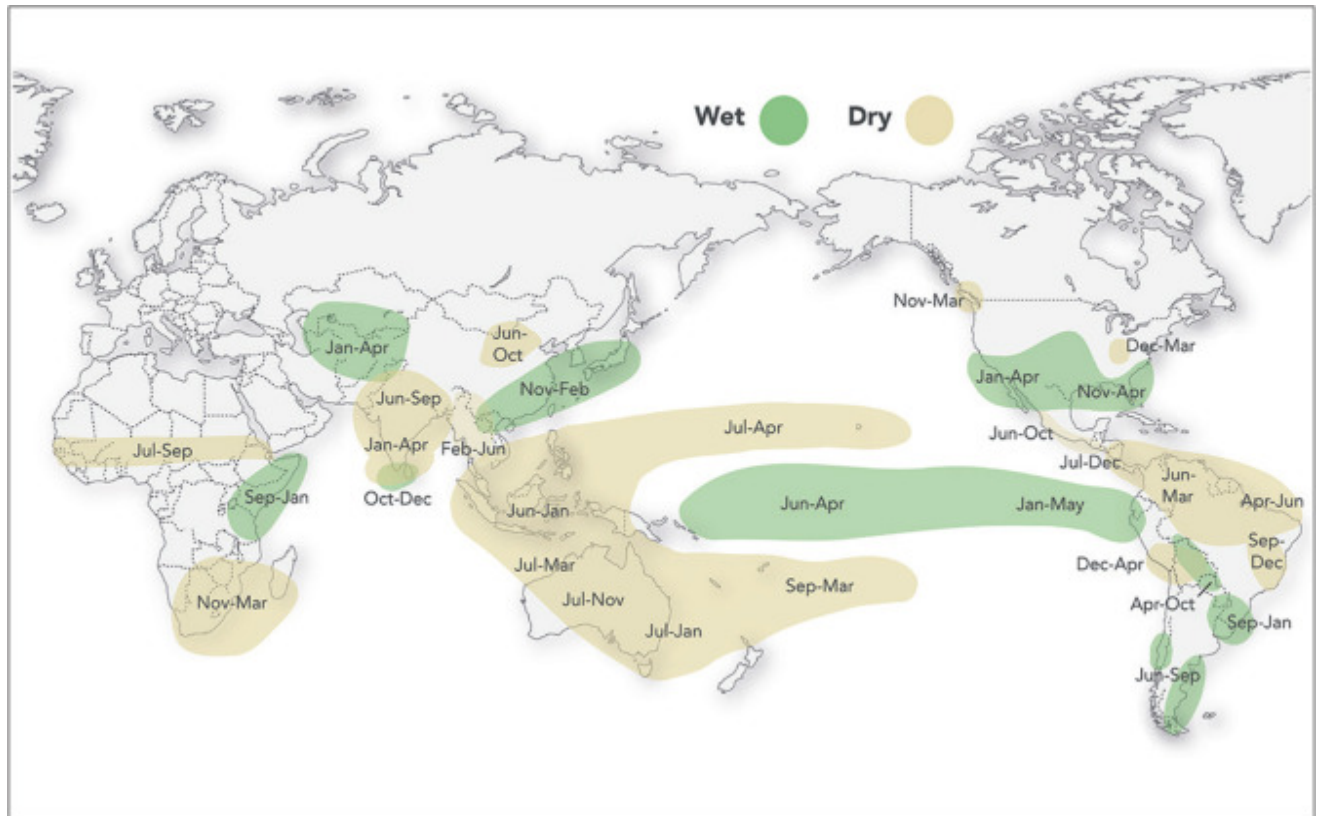 Wet
Dry
Nov-Mar
Jun-
Oct
Dec-Mar
Jan-Apr
Jan-Apr
Nov-Feb
Nov-Apr
Jun-Sep
Jul-Apr
Jun-Oct
Jan-Apr
Feb-Jun
Jul-Sep
Jul-Dec
Jun-
Mar
Apr-Jun
Sep-Jan
Oct-Dec
Jun-Jan
Jun-Apr
Jan-May
Sep-
Dec
Jul-Mar
Dec-Apr
Sep-Mar
Jul-Nov
Nov-Mar
Apr-Oct
Sep-Jan
Jul-Jan
Jun-Sep